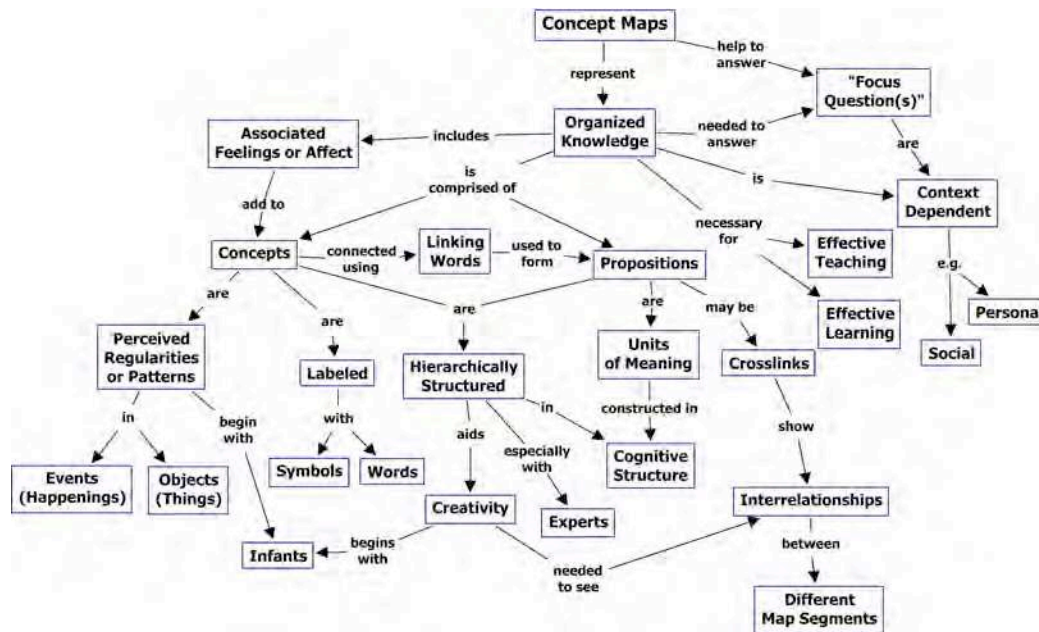 Concept Maps
help to
answer
represent
"Focus
Question(s)"
Associated
Feelings or Affect
includes
Organized
Knowledge
needed to
answer
are
is
comprised of
is
Context
Dependent
add to
necessary
for
Concepts
connected
using
Linking
Words
used to
form
Propositions
Effective
Teaching
e.g.
are
are
are
are
may be
Effective
Learning
Persona
Perceived
Regularities
or Patterns
Labeled
Hierarchically
Structured
Units
of Meaning
Crosslinks
Social
in
begin
with
with
aids
in
especially
with
constructed in
show
Events
(Happenings)
Objects
(Things)
Symbols
Words
Cognitive
Structure
Creativity
Experts
Interrelationships
Infants
begins
with
needed
to see
between
Different
Map Segments